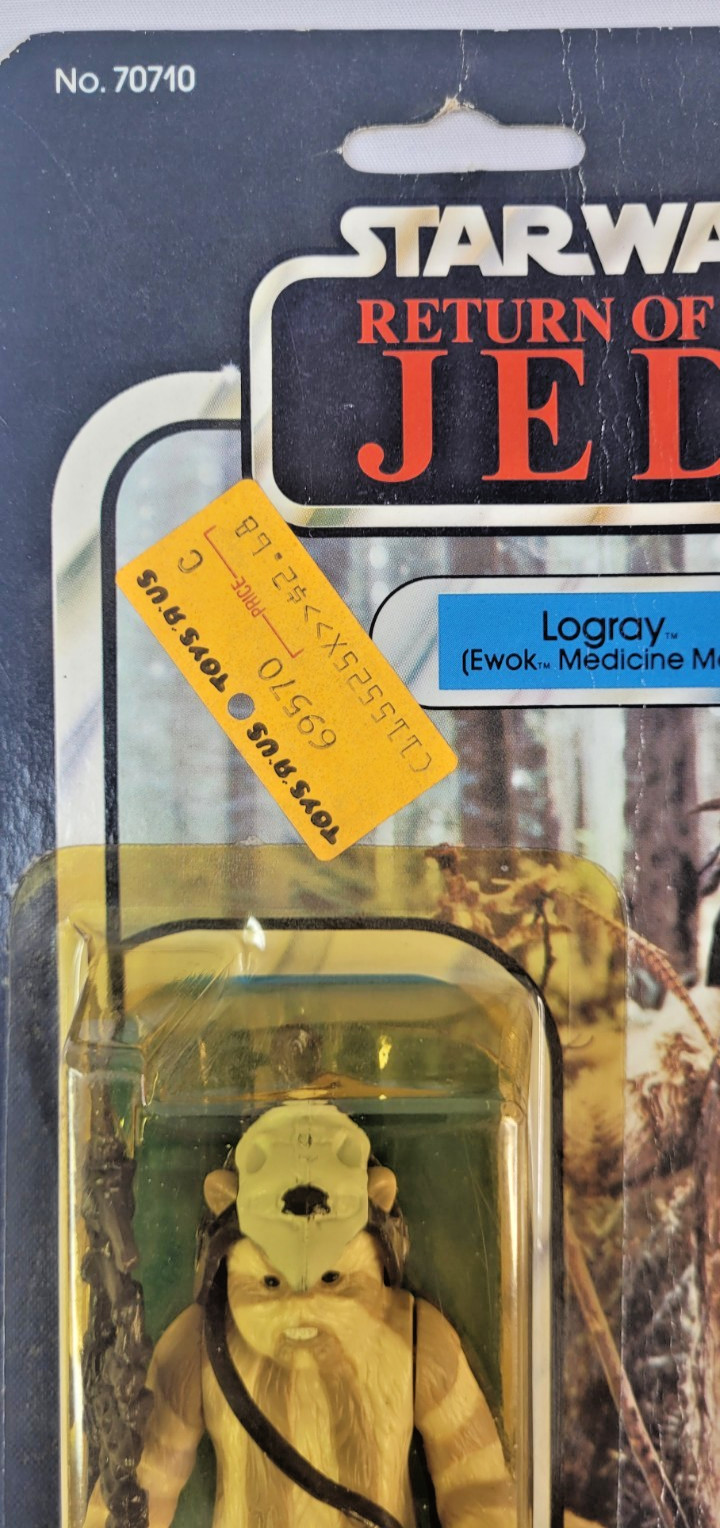 No. 70710
STAR WA
RETURN OF
JED
TOYS "Я" US TOYS "Я" US
69570 C
PRICE
Logray™
(Ewok™ Medicine M